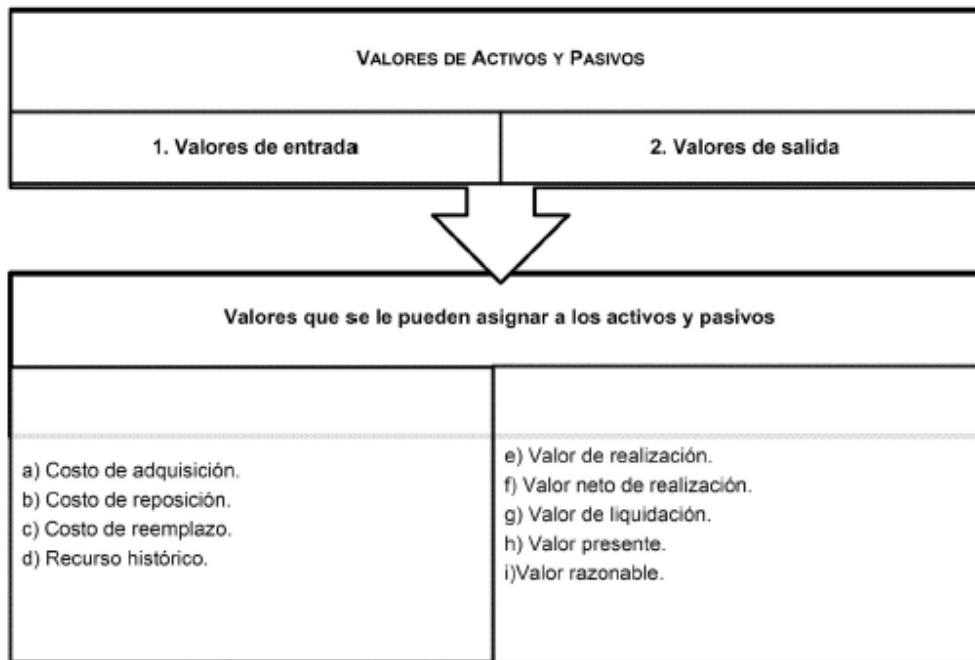 VALORES DE ACTIVOS Y PASIVOS
1. Valores de entrada
2. Valores de salida
Valores que se le pueden asignar a los activos y pasivos
a) Costo de adquisición.
b) Costo de reposición.
c) Costo de reemplazo.
d) Recurso histórico.
e) Valor de realización.
f) Valor neto de realización.
g) Valor de liquidación.
h) Valor presente.
i)Valor razonable.